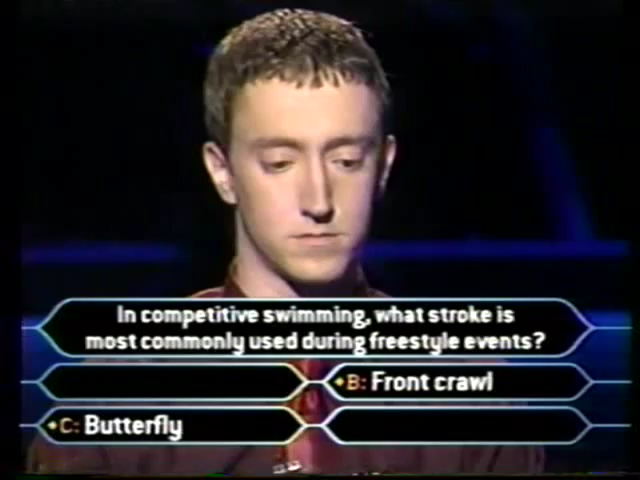 In competitive swimming, what stroke is
most commonly used during freestyle events?
B: Front crawl
C: Butterfly